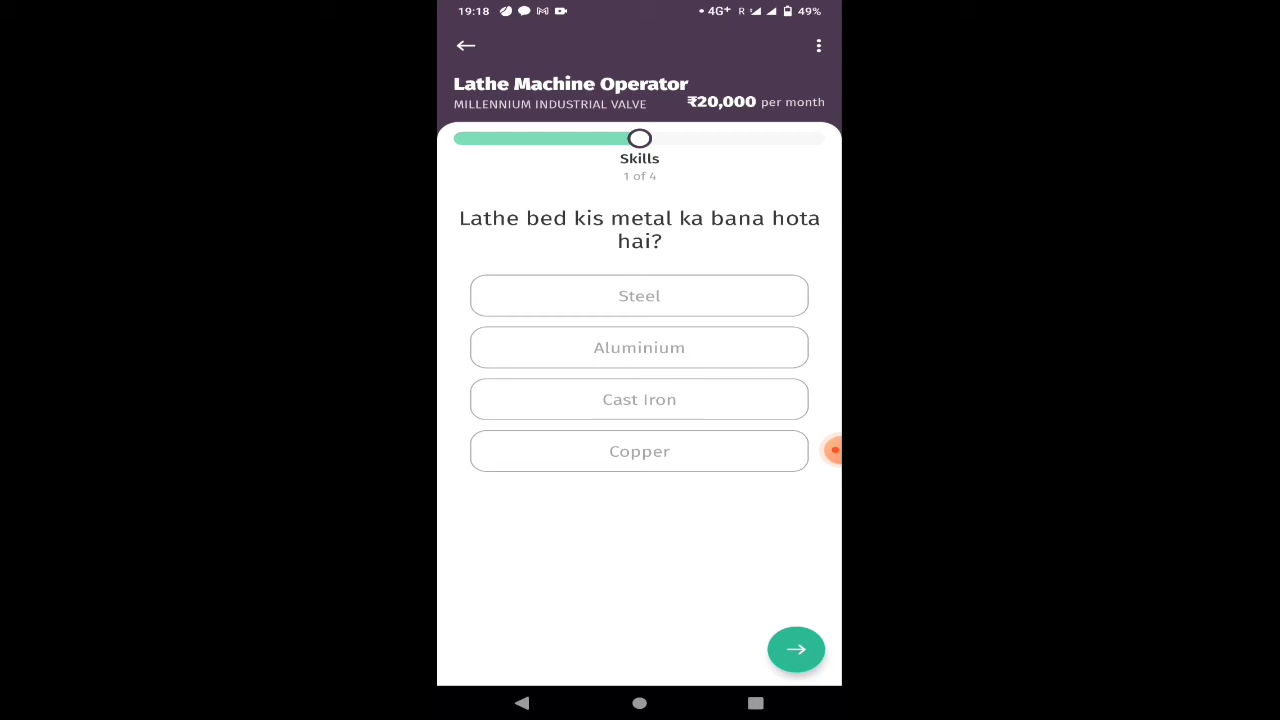 19:18 4G+ R 49%
Lathe Machine Operator
MILLENNIUM INDUSTRIAL VALVE ₹20,000 per month
Skills
1 of 4
Lathe bed kis metal ka bana hota
hai?
Steel
Aluminium
Cast Iron
Copper